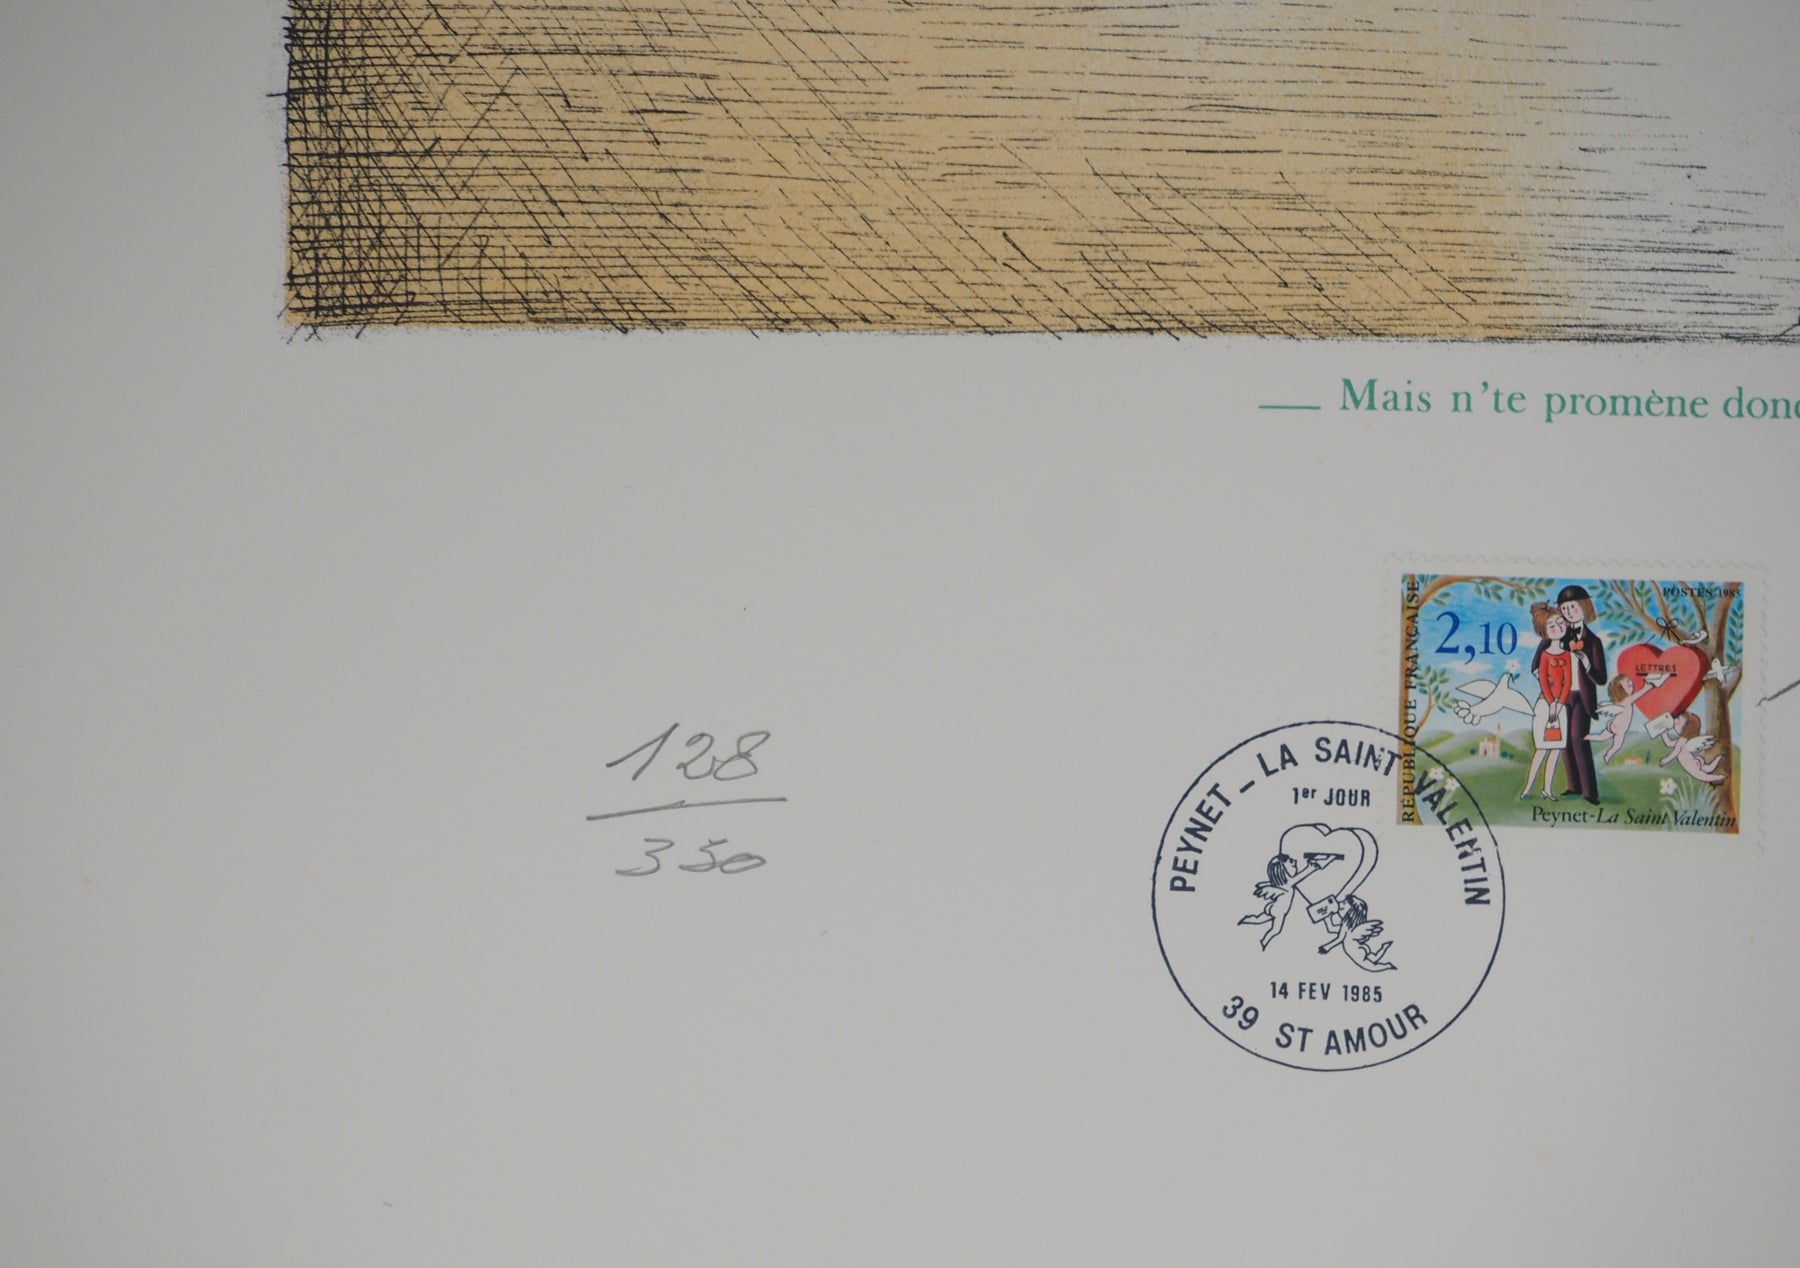 — Mais n'te promène donc
RÉPUBLIQUE FRANÇAISE
POSTES 1985
2,10
LETTRES
Peynet-La Saint Valentin
128
350
PEYNET - LA SAINT VALENTIN
1er JOUR
14 FEV 1985
39 ST AMOUR